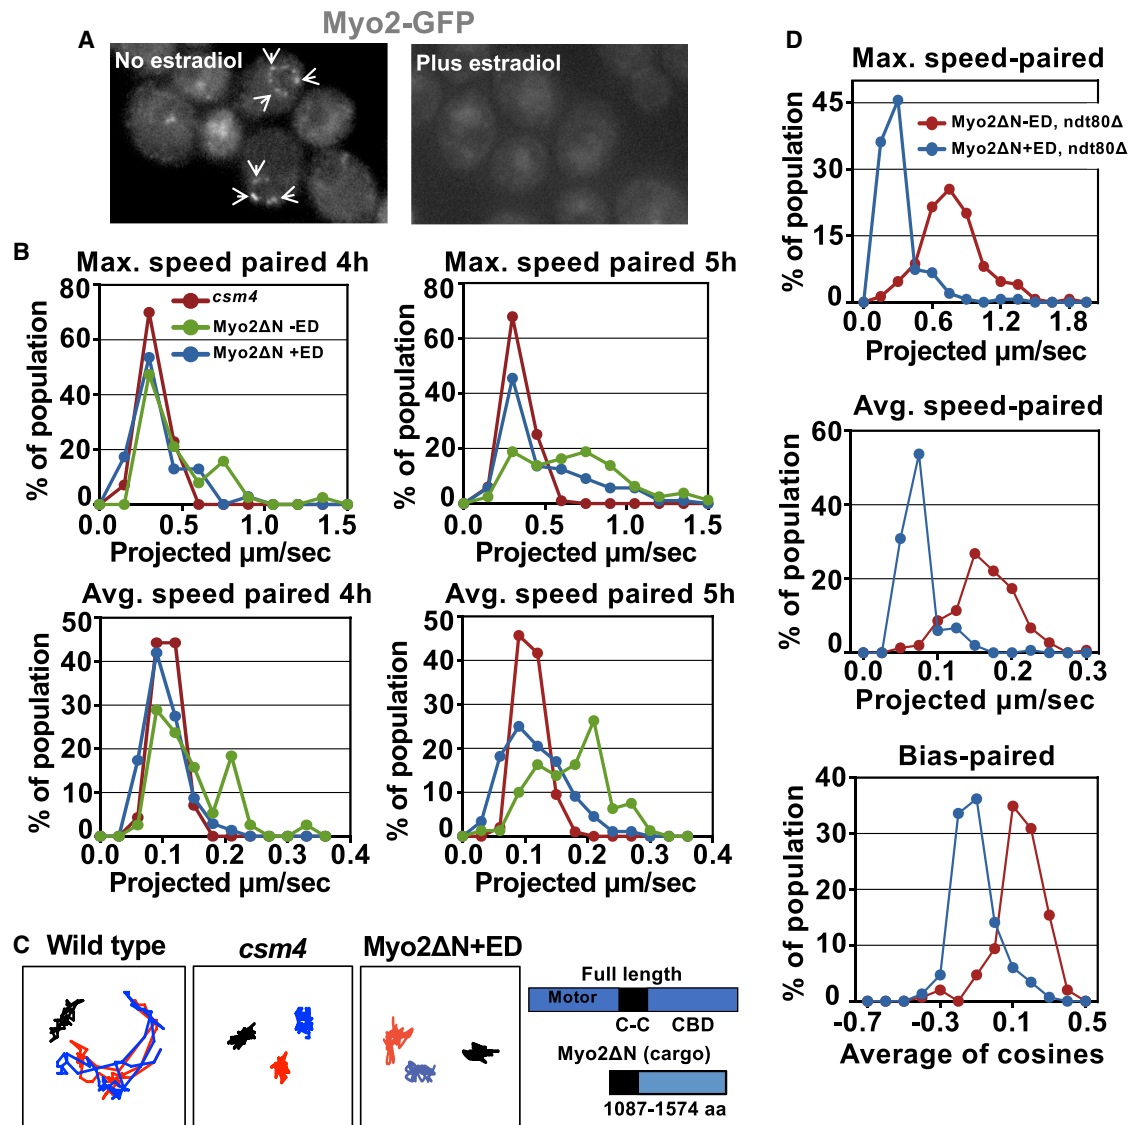 Myo2-GFP
A
No estradiol
Plus estradiol
B
Max. speed paired 4h
% of population
80
60
40
20
0
csm4
Myo2ΔN -ED
Myo2ΔN +ED
0.0 0.5 1.0 1.5
Projected µm/sec
Max. speed paired 5h
% of population
80
60
40
20
0
0.0 0.5 1.0 1.5
Projected µm/sec
Avg. speed paired 4h
% of population
50
40
30
20
10
0
0.0 0.1 0.2 0.3 0.4
Projected µm/sec
Avg. speed paired 5h
% of population
50
40
30
20
10
0
0.0 0.1 0.2 0.3 0.4
Projected µm/sec
C
Wild type
csm4
Myo2ΔN+ED
Full length
Motor
C-C CBD
Myo2ΔN (cargo)
1087-1574 aa
D
Max. speed-paired
% of population
45
30
15
0
Myo2ΔN-ED, ndt80Δ
Myo2ΔN+ED, ndt80Δ
0.0 0.6 1.2 1.8
Projected µm/sec
Avg. speed-paired
% of population
60
40
20
0
0.0 0.1 0.2 0.3
Projected µm/sec
Bias-paired
% of population
40
30
20
10
0
-0.7 -0.3 0.1 0.5
Average of cosines